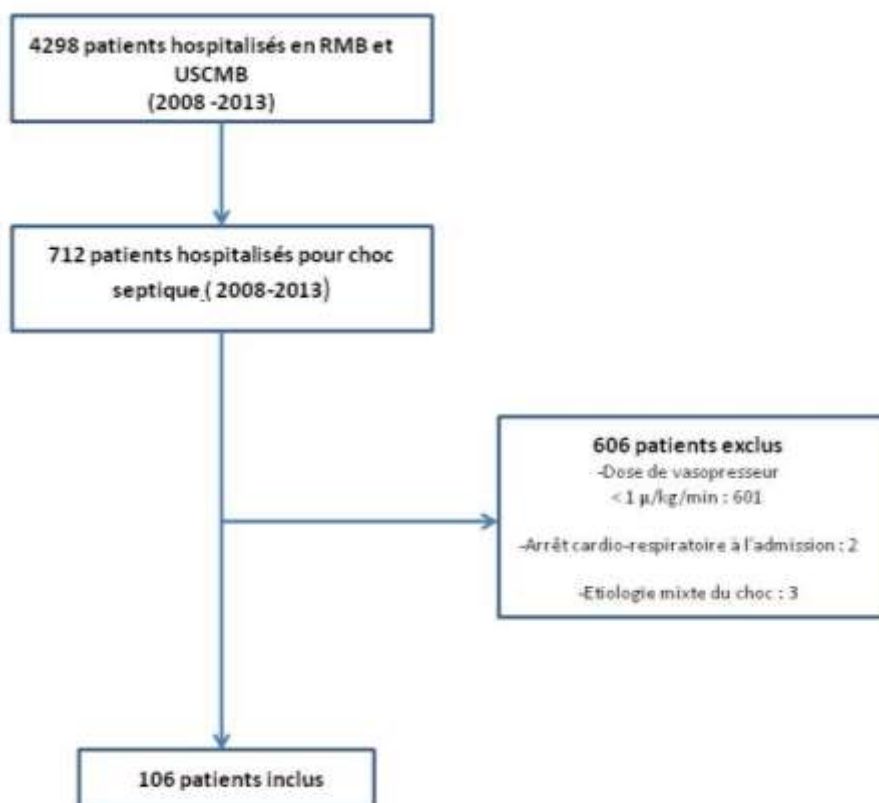 4298 patients hospitalisés en RMB et
USCMB
(2008 -2013)
712 patients hospitalisés pour choc
septique ( 2008-2013)
606 patients exclus
-Dose de vasopresseur
< 1 µ/kg/min : 601
-Arrêt cardio-respiratoire à l'admission : 2
-Etiologie mixte du choc : 3
106 patients inclus